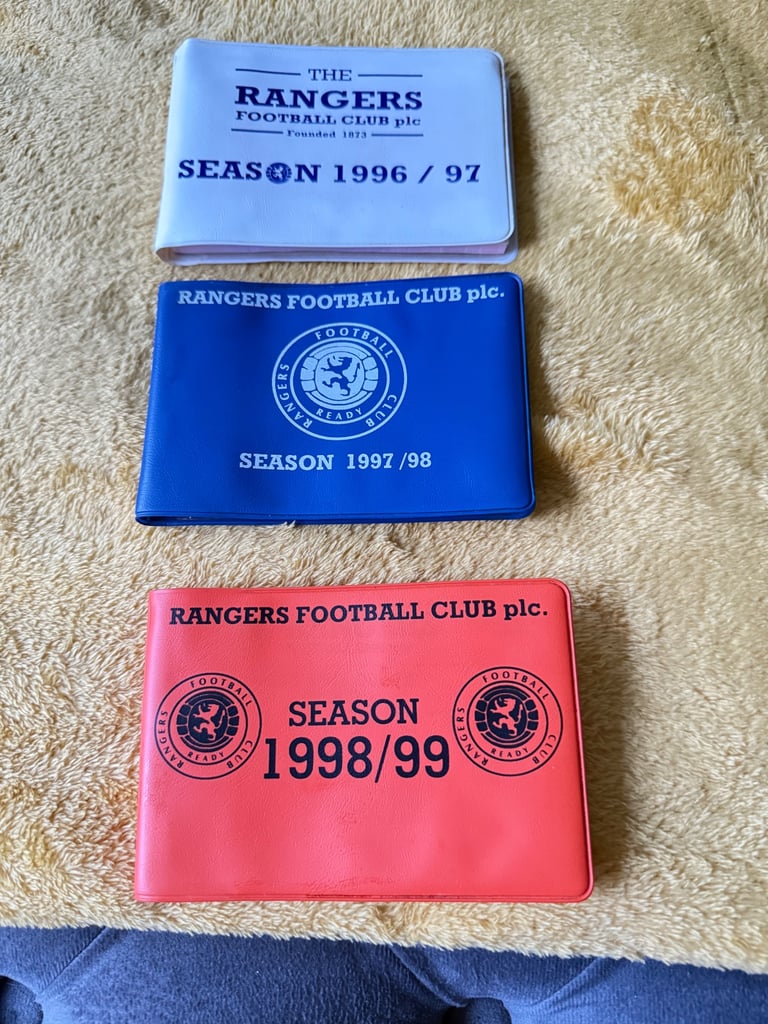 THE
RANGERS
FOOTBALL CLUB plc
Founded 1873
SEASON 1996 / 97
RANGERS FOOTBALL CLUB plc.
RANGERS FOOTBALL CLUB
READY
SEASON 1997/98
RANGERS FOOTBALL CLUB plc.
RANGERS FOOTBALL CLUB
READY
SEASON
1998/99
RANGERS FOOTBALL CLUB
READY